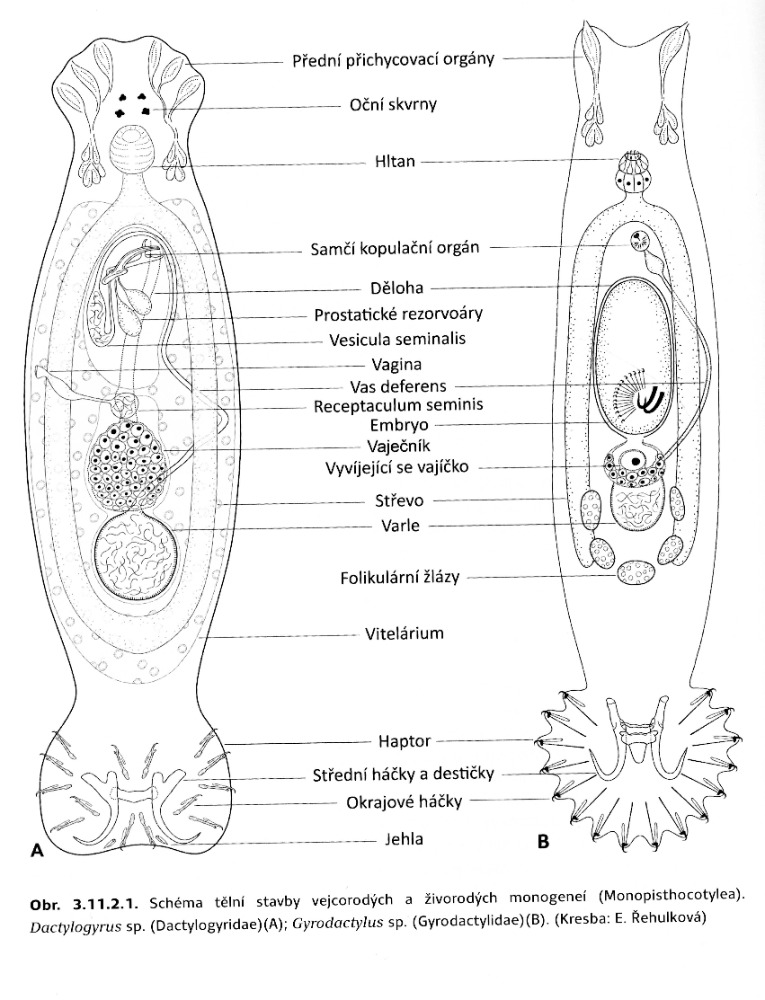 Přední přichycovací orgány
Oční skvrny
Hltan
Samčí kopulační orgán
Děloha
Prostatické rezorvoáry
Vesicula seminalis
Vagina
Vas deferens
Receptaculum seminis
Embryo
Vaječník
Vyvíjející se vajíčko
Střevo
Varle
Folikulární žlázy
Vitelárium
Haptor
Střední háčky a destičky
Okrajové háčky
Jehla
A
B
Obr. 3.11.2.1. Schéma tělní stavby vejcorodých a živorodých monogeneí (Monopisthocotylea).
Dactylogyrus sp. (Dactylogyridae)(A); Gyrodactylus sp. (Gyrodactylidae)(B). (Kresba: E. Řehulková)